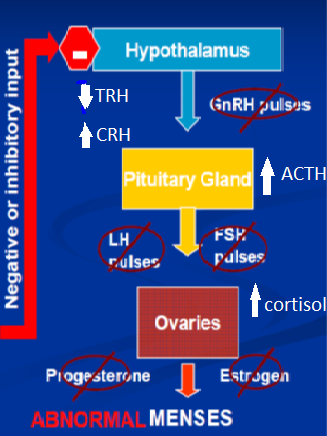 Negative or inhibitory input
Hypothalamus
TRH
GnRH pulses
CRH
Pituitary Gland
ACTH
LH
pulses
FSH
pulses
cortisol
Ovaries
Progesterone
Estrogen
ABNORMAL MENSES